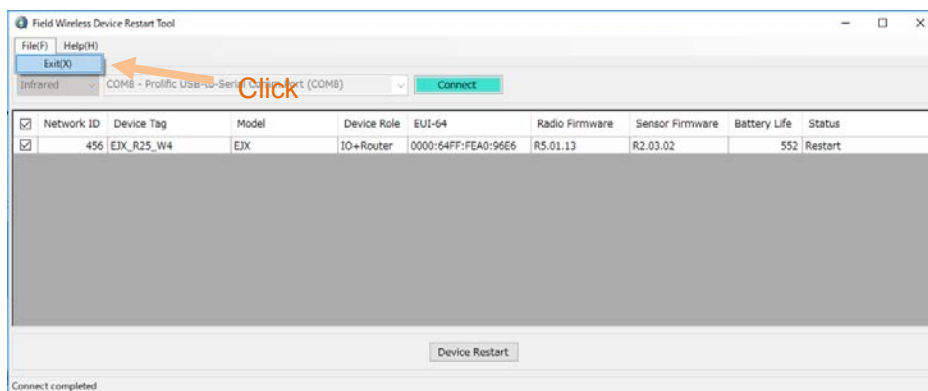 Field Wireless Device Restart Tool
File(F) Help(H)
Exit(X)
Infrared COM8 - Prolific USB-to-Serial Comm Port (COM8) Connect
Click
Network ID Device Tag Model Device Role EUI-64 Radio Firmware Sensor Firmware Battery Life Status
456 EJX_R25_W4 EJX IO+Router 0000:64FF:FEA0:96E6 R5.01.13 R2.03.02 552 Restart
Device Restart
Connect completed